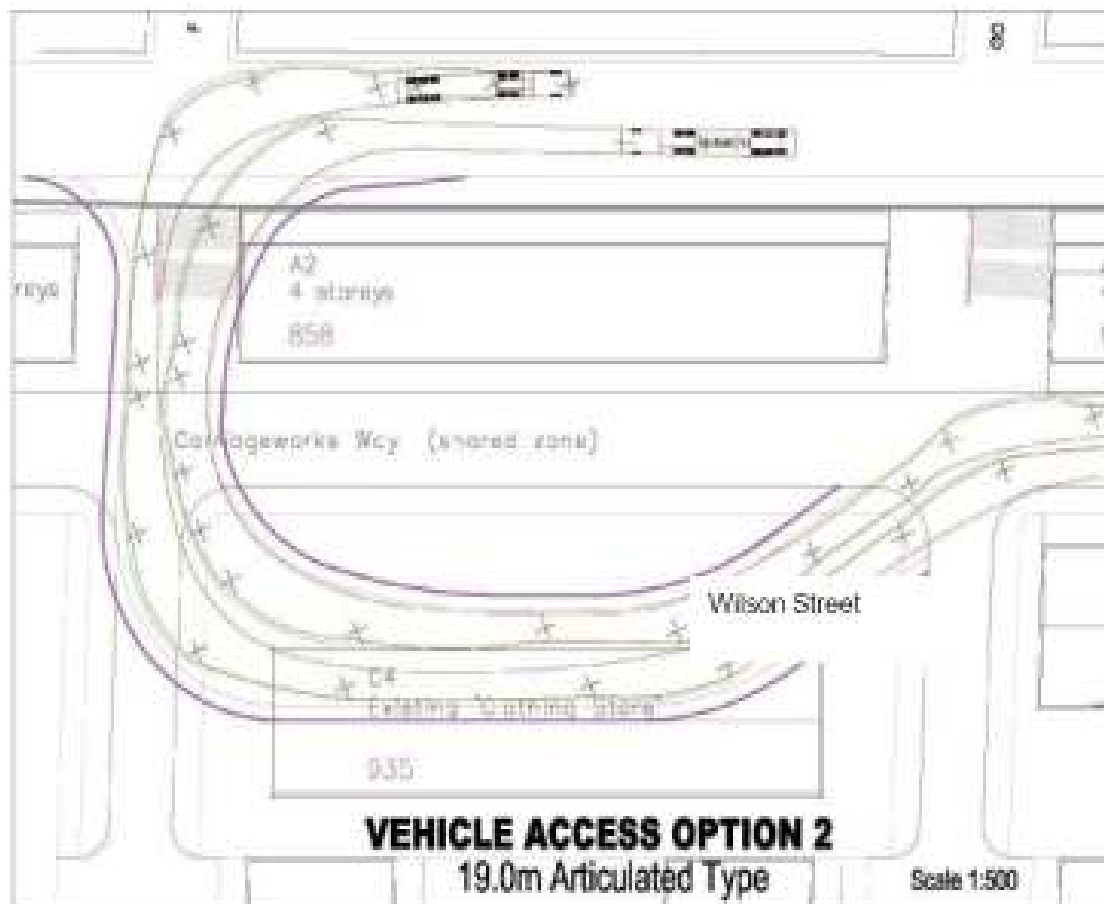 reys
A2
4 storeys
858
Carriageworks Way (shared zone)
Wilson Street
C4
Existing "Clothing Store"
935
VEHICLE ACCESS OPTION 2
19.0m Articulated Type
Scale 1:500